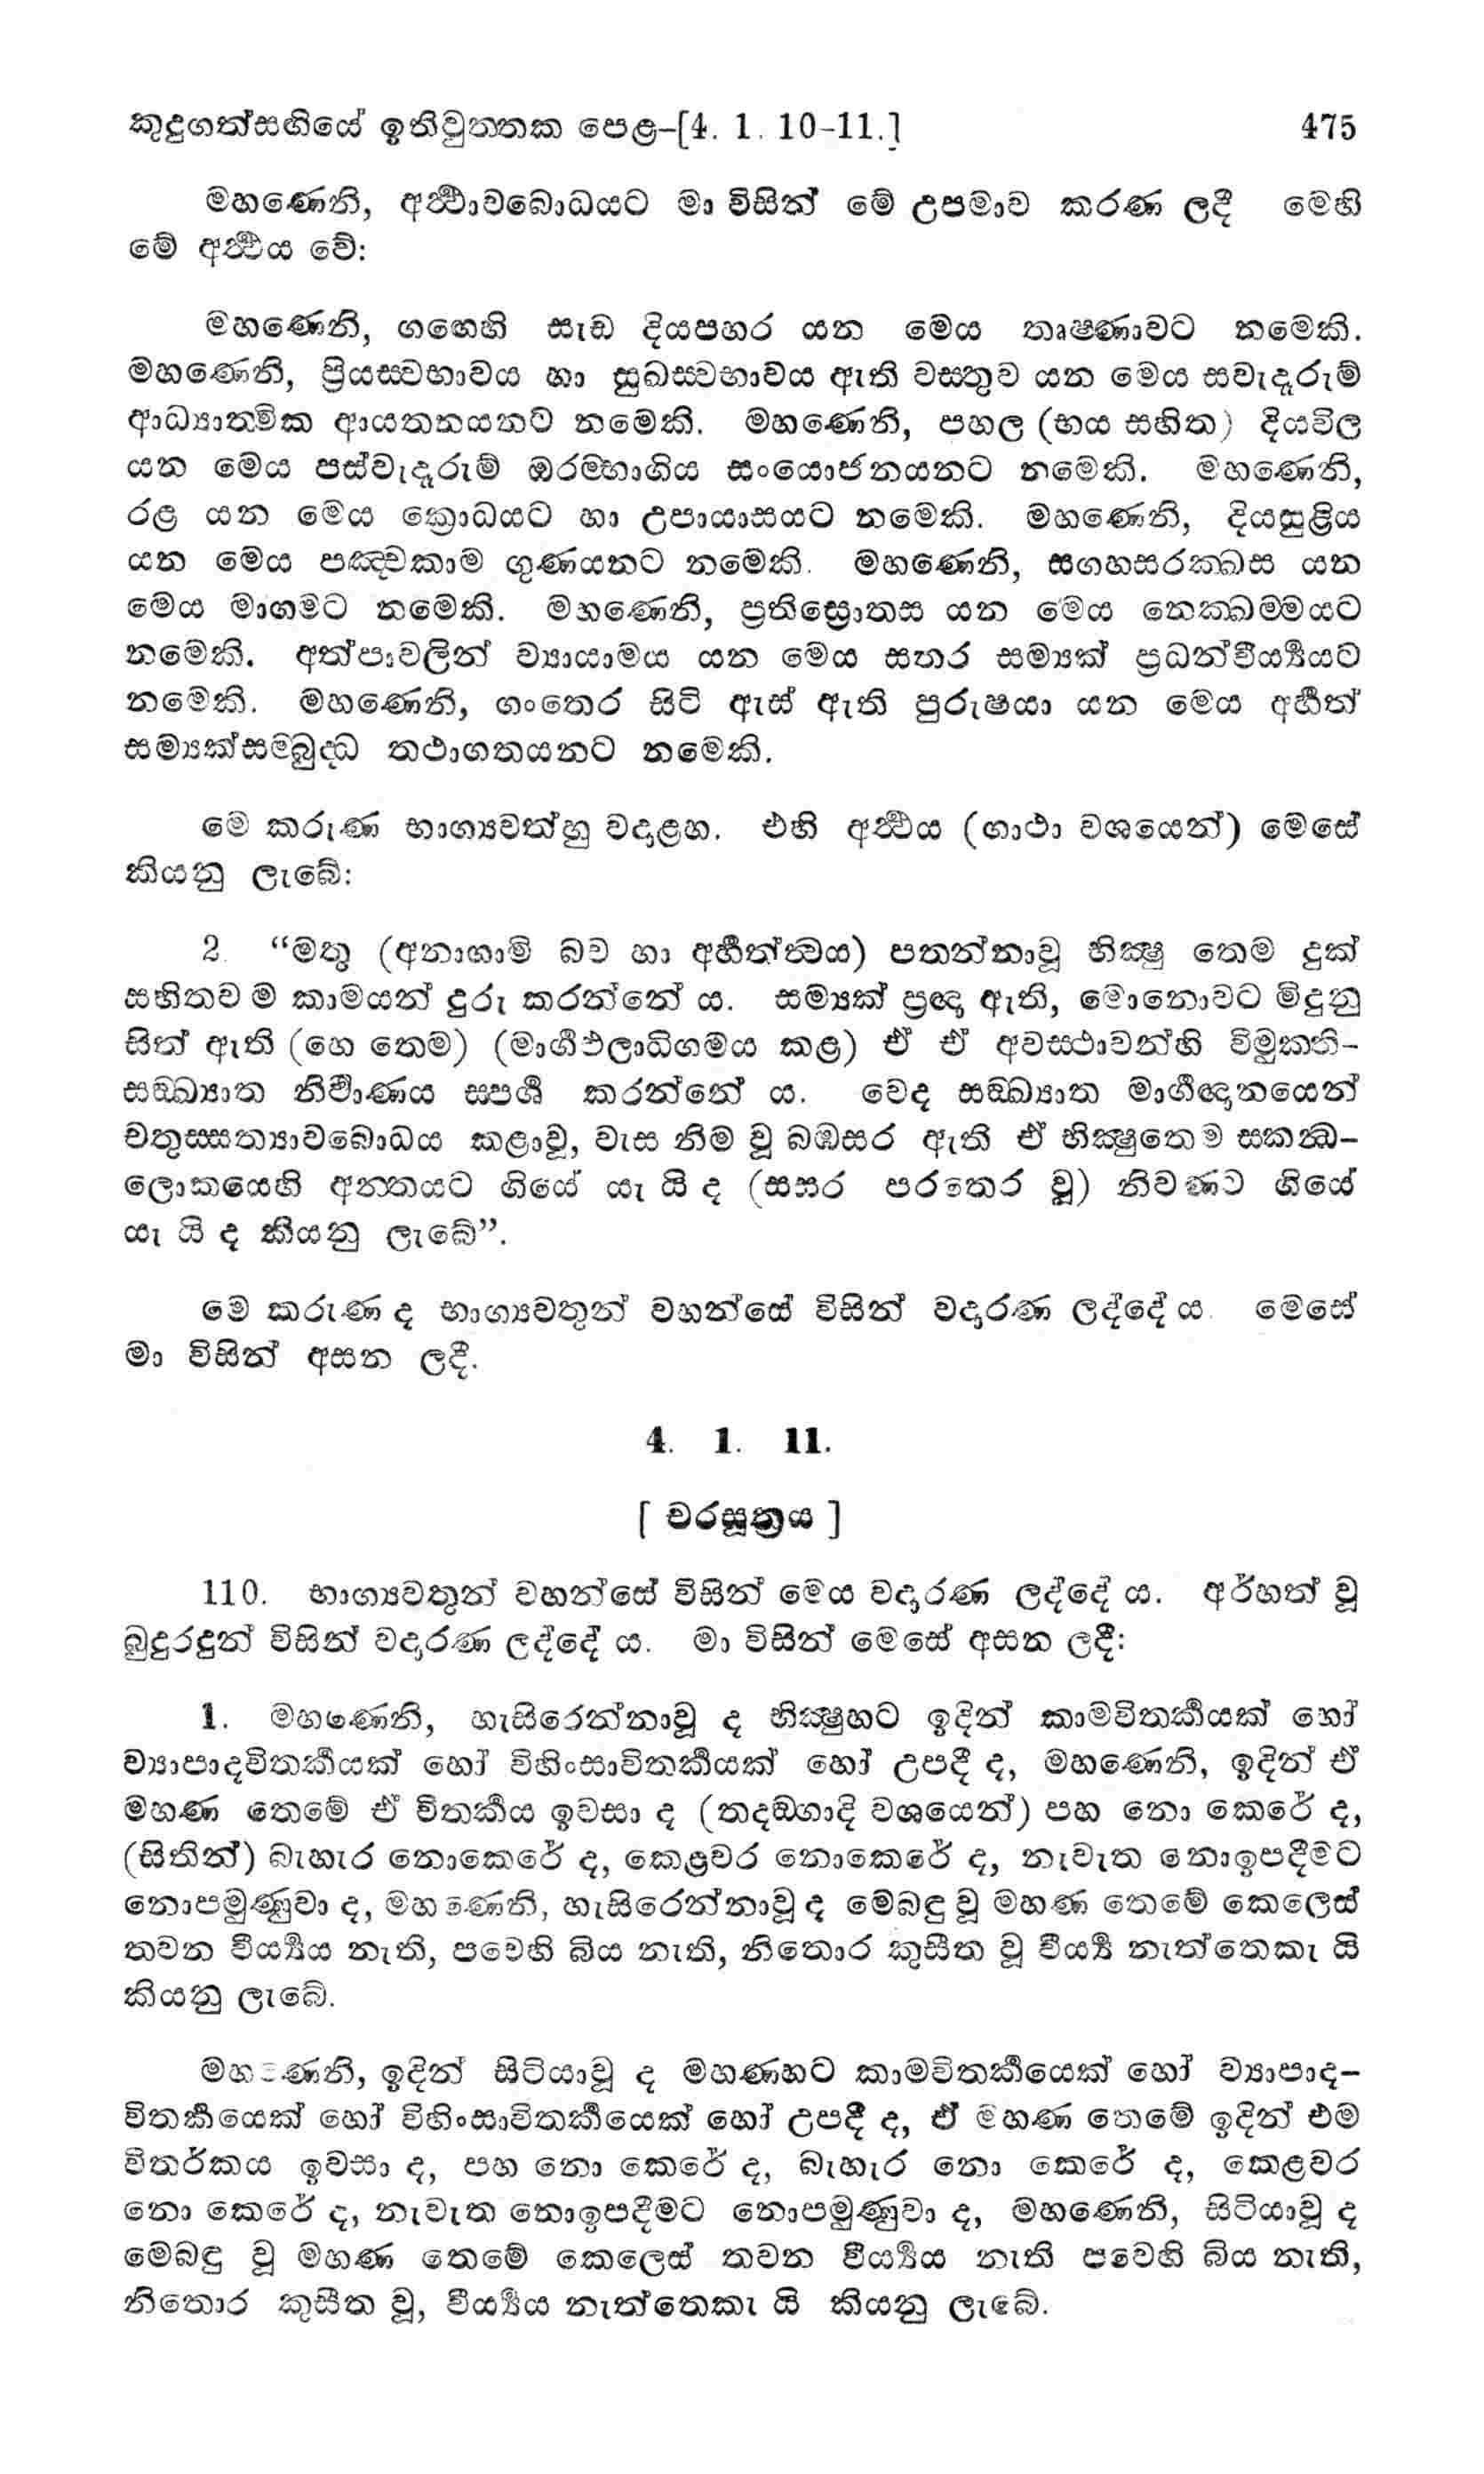 කුදුගත්සඟියේ ඉතිවුත්තක පෙළ–[4. 1. 10–11.] 475
මහණෙනි, අර්ථාවබොධයට මා විසින් මේ උපමාව කරණ ලදී මෙහි
මේ අර්ථය වේ:
මහණෙනි, ගඟෙහි සැඩ දියපහර යන මෙය තෘෂ්ණාවට නමෙකි.
මහණෙනි, ප්‍රියස්වභාවය හා සුඛස්වභාවය ඇති වස්තුව යන මෙය සවැදෑරුම්
ආධ්‍යාත්මික ආයතනයනට නමෙකි. මහණෙනි, පහල (භය සහිත) දියවිල
යන මෙය පස්වැදෑරුම් ඔරම්භාගිය සංයොජනයනට නමෙකි. මහණෙනි,
රළ යන මෙය ක්‍රොධයට හා උපායාසයට නමෙකි. මහණෙනි, දියසුළිය
යන මෙය පඤ්චකාම ගුණයනට නමෙකි. මහණෙනි, සගහසරක්ඛස යන
මෙය මාගමට නමෙකි. මහණෙනි, ප්‍රතිස්‍රොතස යන මෙය නෙක්ඛම්මයට
නමෙකි. අත්පාවලින් ව්‍යායාමය යන මෙය සතර සම්‍යක් ප්‍රධන්වීර්‍ය්‍යයට
නමෙකි. මහණෙනි, ගංතෙර සිටි ඇස් ඇති පුරුෂයා යන මෙය අර්හත්
සම්‍යක්සම්බුද්ධ තථාගතයනට නමෙකි.
මෙ කරුණ භාග්‍යවත්හු වදාළහ. එහි අර්ථය (ගාථා වශයෙන්) මෙසේ
කියනු ලැබේ:
2. “මතු (අනාගාමි බව හා අර්හත්ත්වය) පතන්නාවූ භික්ෂු තෙම දුක්
සහිතව ම කාමයන් දුරු කරන්නේ ය. සම්‍යක් ප්‍රඥා ඇති, මොනොවට මිදුනු
සිත් ඇති (හෙ තෙම) (මාර්ගඵලාධිගමය කළ) ඒ ඒ අවස්ථාවන්හි විමුක්ති–
සඞ්ඛ්‍යාත නිර්වාණය ස්පර්ශ කරන්නේ ය. වෙද සඞ්ඛ්‍යාත මාර්ගඥානයෙන්
චතුස්සත්‍යාවබොධය කළාවූ, වැස නිම වූ බඹසර ඇති ඒ භික්ෂුතෙම ස්කන්ධ–
ලොකයෙහි අන්තයට ගියේ යැ යි ද (සසර පරතෙර වූ) නිවණට ගියේ
යැ යි ද කියනු ලැබේ”.
මෙ කරුණ ද භාග්‍යවතුන් වහන්සේ විසින් වදාරණ ලද්දේ ය. මෙසේ
මා විසින් අසන ලදී.
4. 1. 11.
[ චරසූත්‍රය ]
110. භාග්‍යවතුන් වහන්සේ විසින් මෙය වදාරණ ලද්දේ ය. අර්හත් වූ
බුදුරදුන් විසින් වදාරණ ලද්දේ ය. මා විසින් මෙසේ අසන ලදී:
1. මහණෙනි, හැසිරෙන්නාවූ ද භික්ෂුහට ඉදින් කාමවිතර්කයක් හෝ
ව්‍යාපාදවිතර්කයක් හෝ විහිංසාවිතර්කයක් හෝ උපදී ද, මහණෙනි, ඉදින් ඒ
මහණ තෙමේ ඒ විතර්කය ඉවසා ද (තදඞ්ගාදි වශයෙන්) පහ නො කෙරේ ද,
(සිතින්) බැහැර නොකෙරේ ද, කෙළවර නොකෙරේ ද, නැවැත නොඉපදීමට
නොපමුණුවා ද, මහණෙනි, හැසිරෙන්නාවූ ද මෙබඳු වූ මහණ තෙමේ කෙලෙස්
තවන වීර්‍ය්‍යය නැති, පවෙහි බිය නැති, නිතොර කුසීත වූ වීර්‍ය්‍ය නැත්තෙකැ යි
කියනු ලැබේ.
මහණෙනි, ඉදින් සිටියාවූ ද මහණහට කාමවිතර්කයෙක් හෝ ව්‍යාපාද–
විතර්කයෙක් හෝ විහිංසාවිතර්කයෙක් හෝ උපදී ද, ඒ මහණ තෙමේ ඉදින් එම
විතර්කය ඉවසා ද, පහ නො කෙරේ ද, බැහැර නො කෙරේ ද, කෙළවර
නො කෙරේ ද, නැවැත නොඉපදීමට නොපමුණුවා ද, මහණෙනි, සිටියාවූ ද
මෙබඳු වූ මහණ තෙමේ කෙලෙස් තවන වීර්‍ය්‍යය නැති පවෙහි බිය නැති,
නිතොර කුසීත වූ, වීර්‍ය්‍යය නැත්තෙකැ යි කියනු ලැබේ.